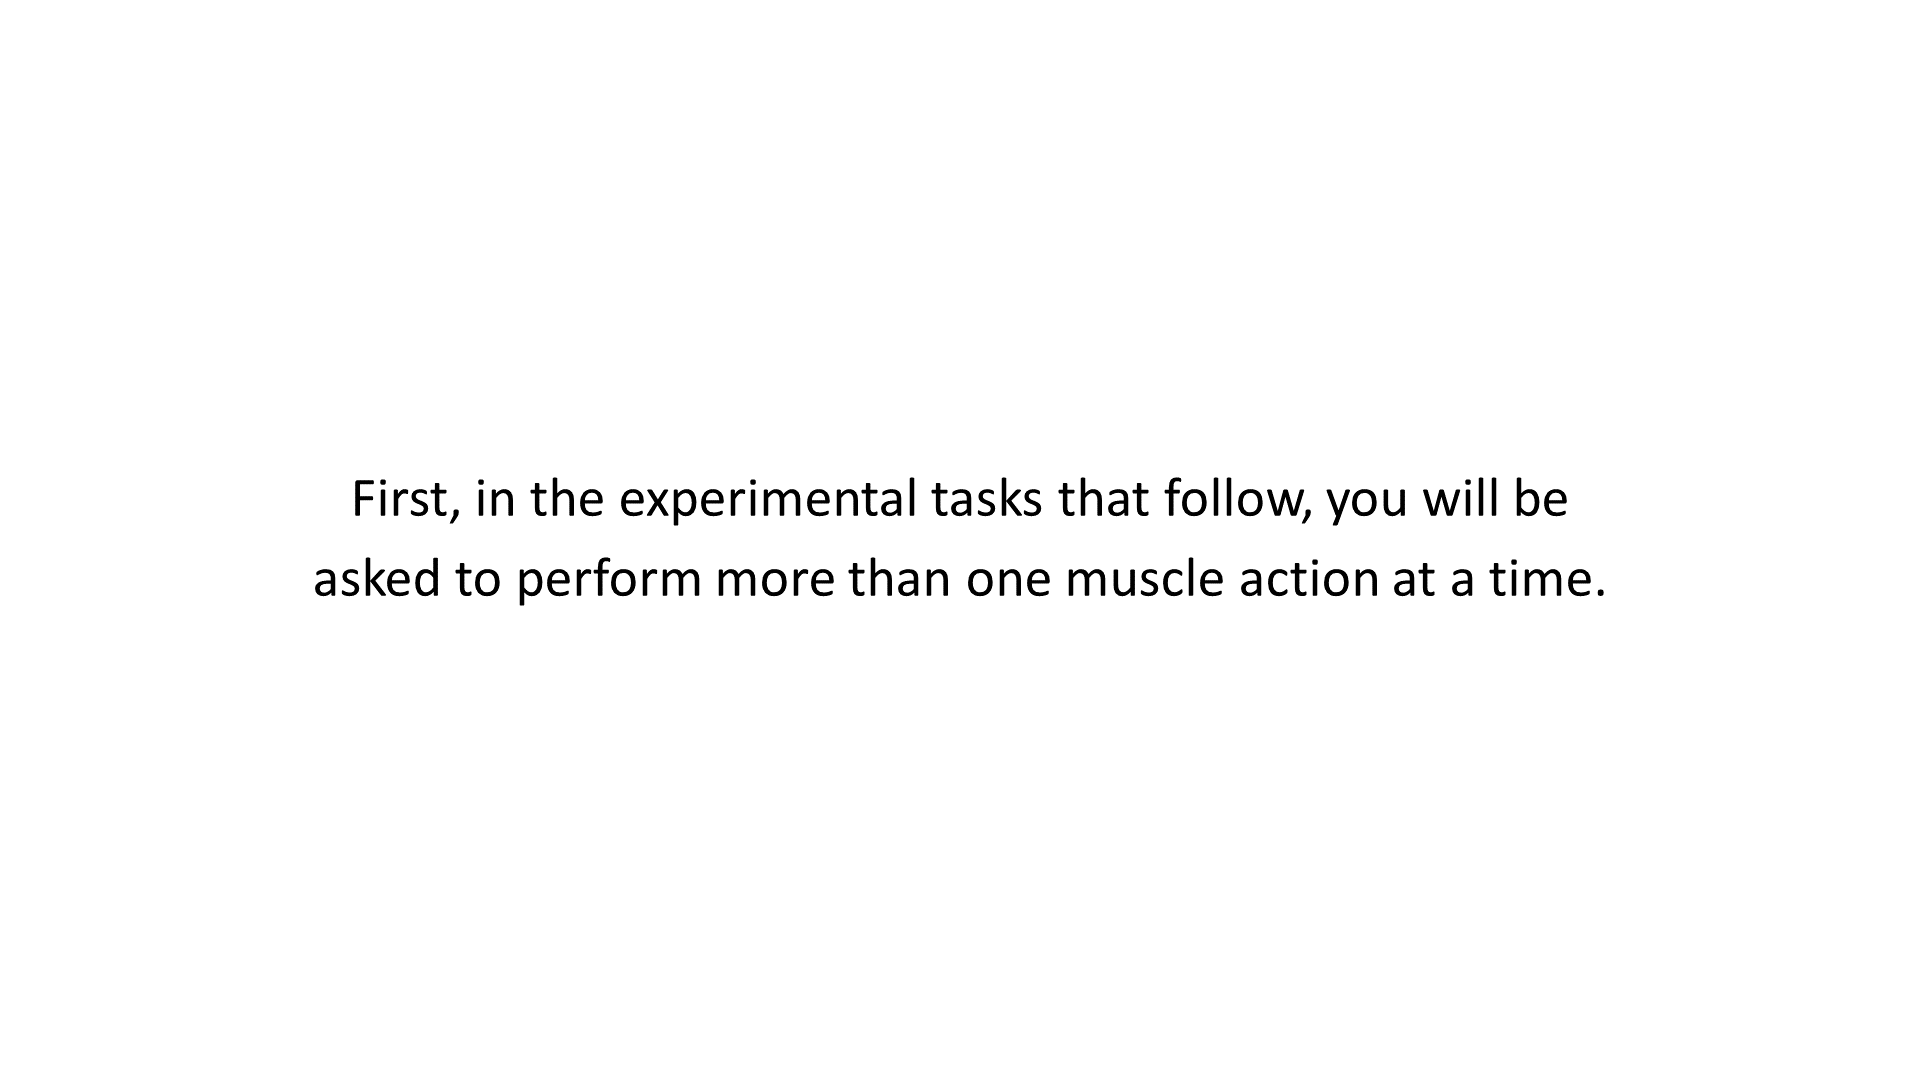 First, in the experimental tasks that follow, you will be
asked to perform more than one muscle action at a time.